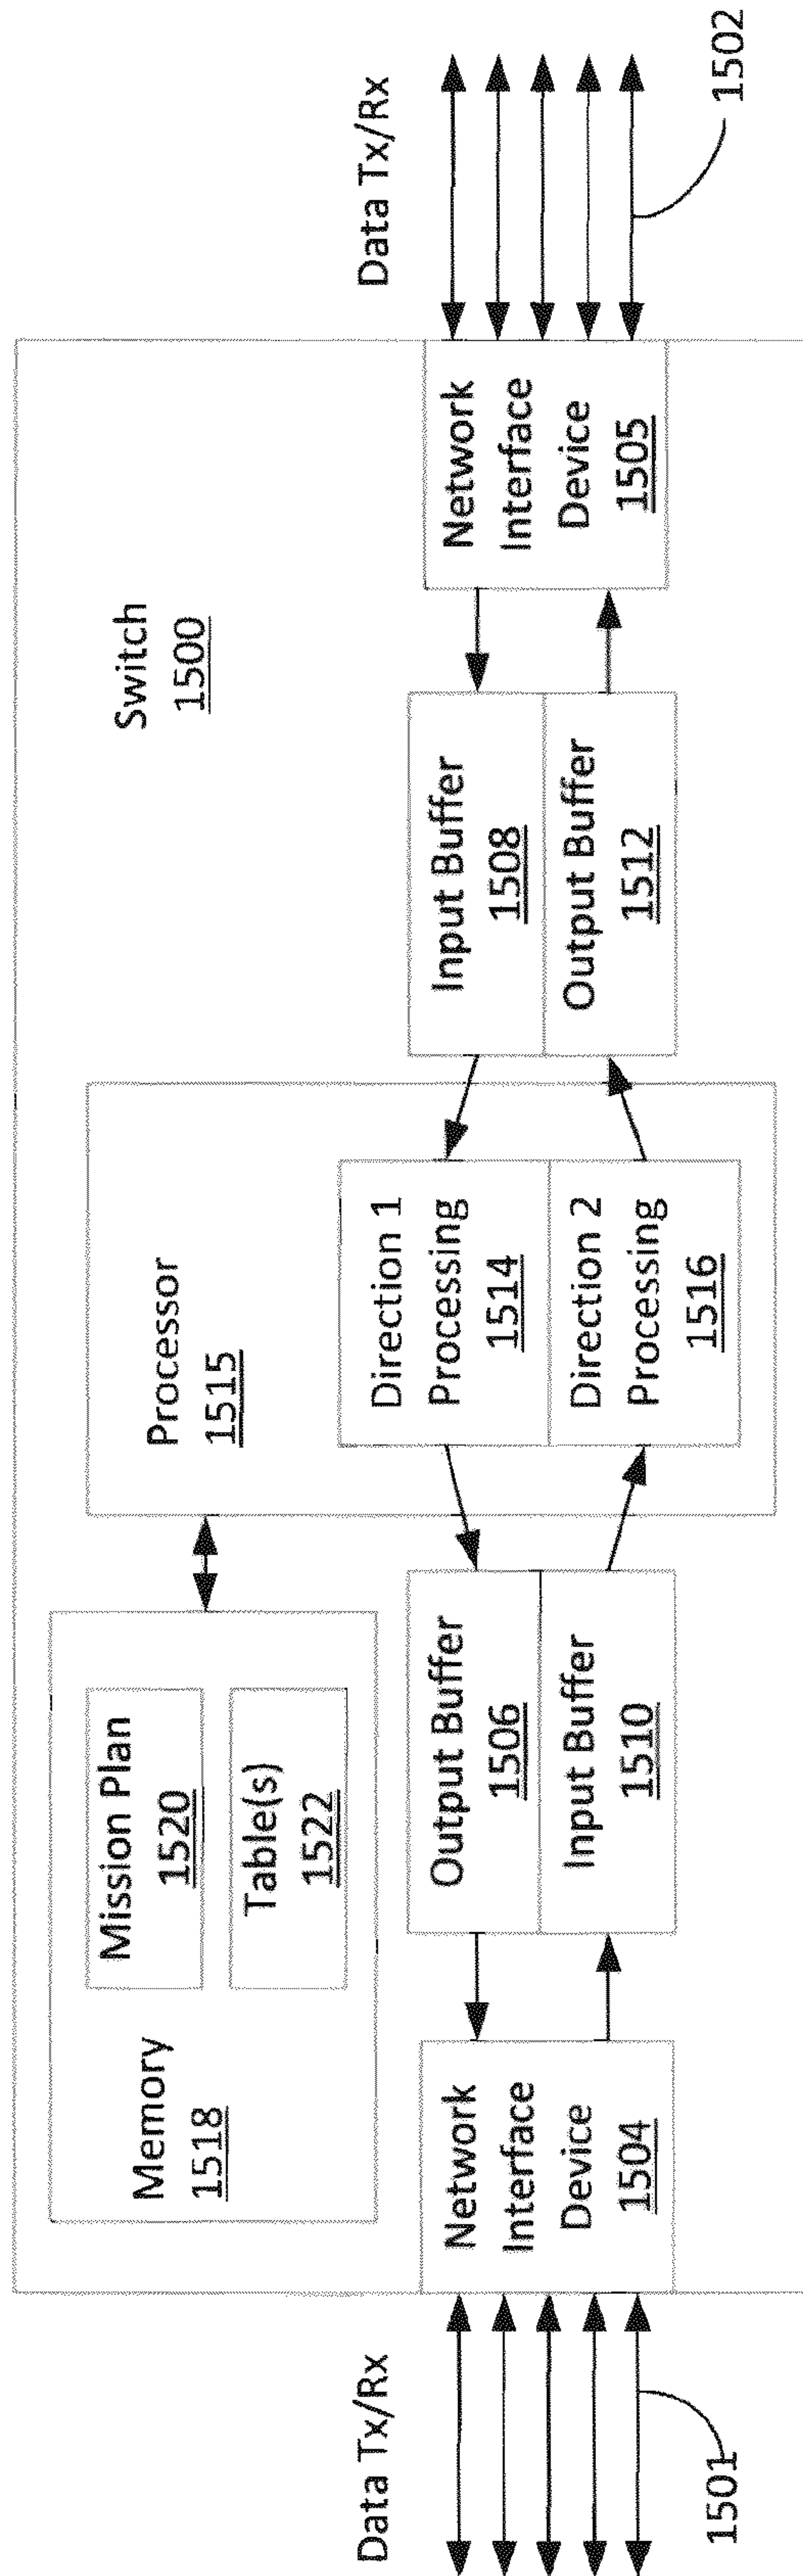 Switch
1500
Memory
1518
Mission Plan
1520
Table(s)
1522
Processor
1515
Data Tx/Rx
1501
Network
Interface
Device
1504
Output Buffer
1506
Input Buffer
1510
Direction 1
Processing
1514
Direction 2
Processing
1516
Input Buffer
1508
Output Buffer
1512
Network
Interface
Device
1505
Data Tx/Rx
1502